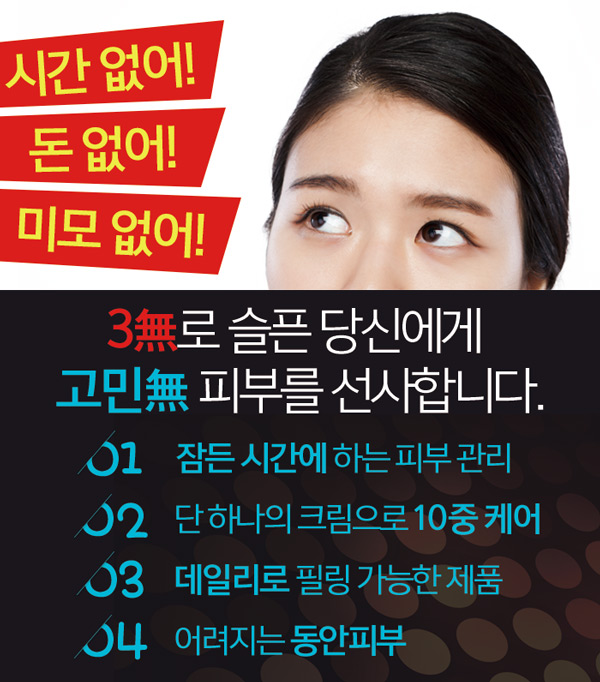 시간 없어!
돈 없어!
미모 없어!
3無로 슬픈 당신에게
고민無 피부를 선사합니다.
01 잠든 시간에 하는 피부 관리
02 단 하나의 크림으로 10중 케어
03 데일리로 필링 가능한 제품
04 어려지는 동안피부